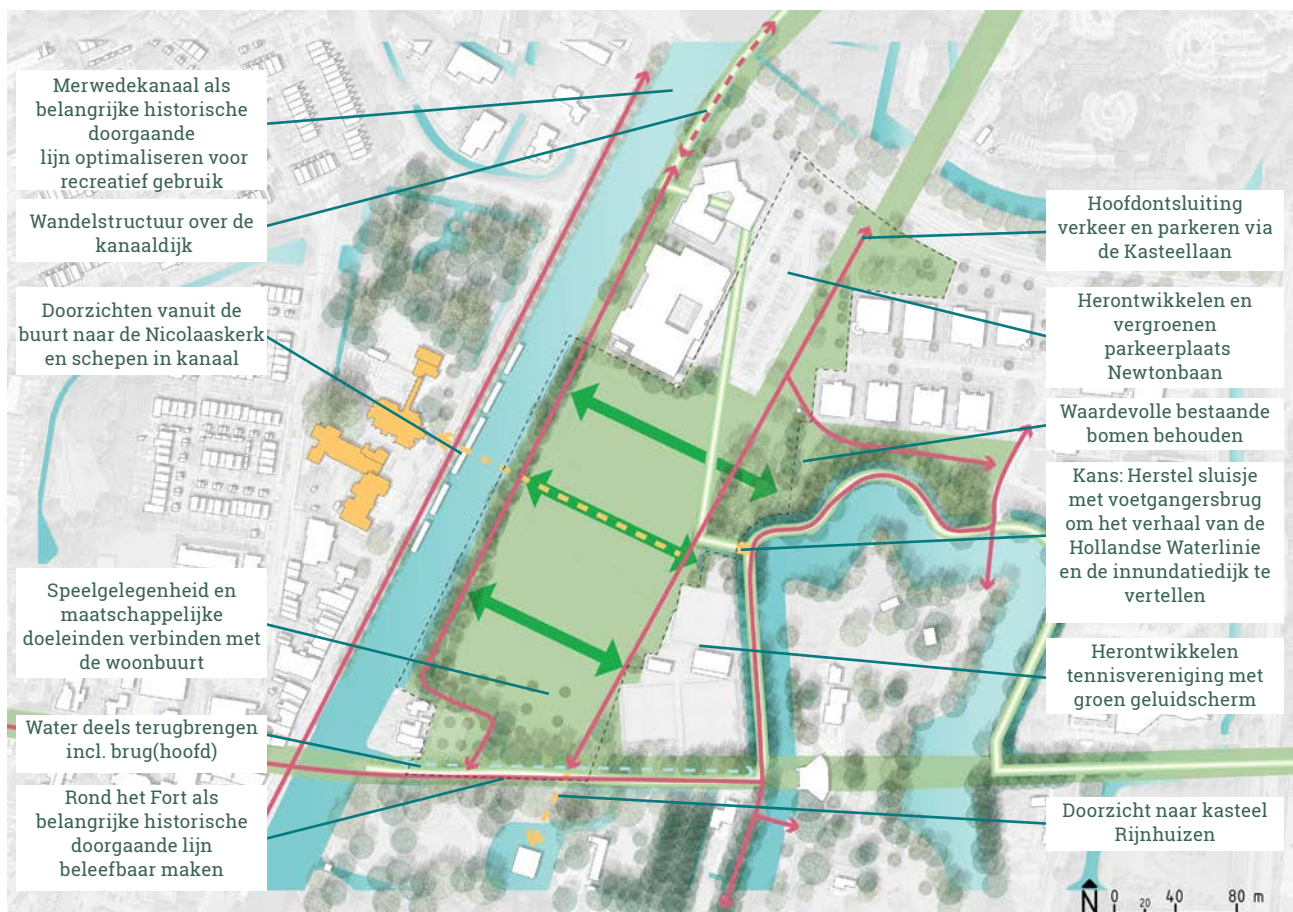 Merwedekanaal als
belangrijke historische
doorgaande
lijn optimaliseren voor
recreatief gebruik
Wandelstructuur over de
kanaaldijk
Doorzichten vanuit de
buurt naar de Nicolaaskerk
en schepen in kanaal
Speelgelegenheid en
maatschappelijke
doeleinden verbinden met
de woonbuurt
Water deels terugbrengen
incl. brug(hoofd)
Rond het Fort als
belangrijke historische
doorgaande lijn
beleefbaar maken
Hoofdontsluiting
verkeer en parkeren via
de Kasteellaan
Herontwikkelen en
vergroenen
parkeerplaats
Newtonbaan
Waardevolle bestaande
bomen behouden
Kans: Herstel sluisje
met voetgangersbrug
om het verhaal van de
Hollandse Waterlinie
en de innundatiedijk te
vertellen
Herontwikkelen
tennisvereniging met
groen geluidscherm
Doorzicht naar kasteel
Rijnhuizen
N 0 20 40 80 m